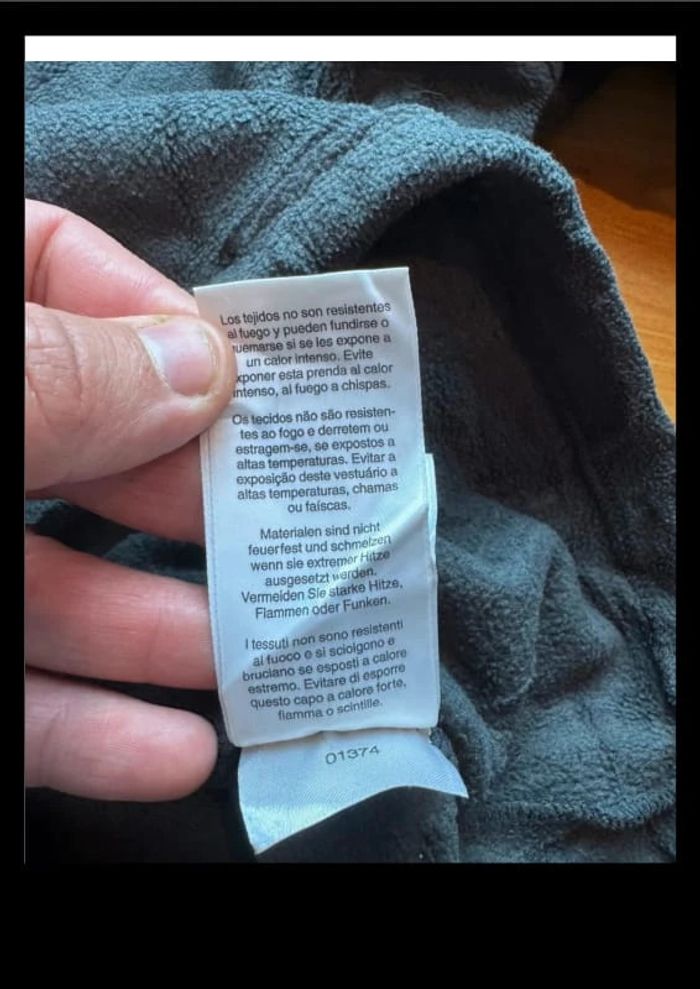 Los tejidos no son resistentes
al fuego y pueden fundirse o
uemarse si se les expone a
un calor intenso. Evite
xponer esta prenda al calor
intenso, al fuego a chispas.
Os tecidos não são resisten-
tes ao fogo e derretem ou
estragem-se, se expostos a
altas temperaturas. Evitar a
exposição deste vestuário a
altas temperaturas, chamas
ou faíscas.
Materialen sind nicht
feuerfest und schmelzen
wenn sie extremer Hitze
ausgesetzt werden.
Vermeiden Sie starke Hitze,
Flammen oder Funken.
I tessuti non sono resistenti
al fuoco e si sciolgono e
bruciano se esposti a calore
estremo. Evitare di esporre
questo capo a calore forte,
fiamma o scintille.
01374